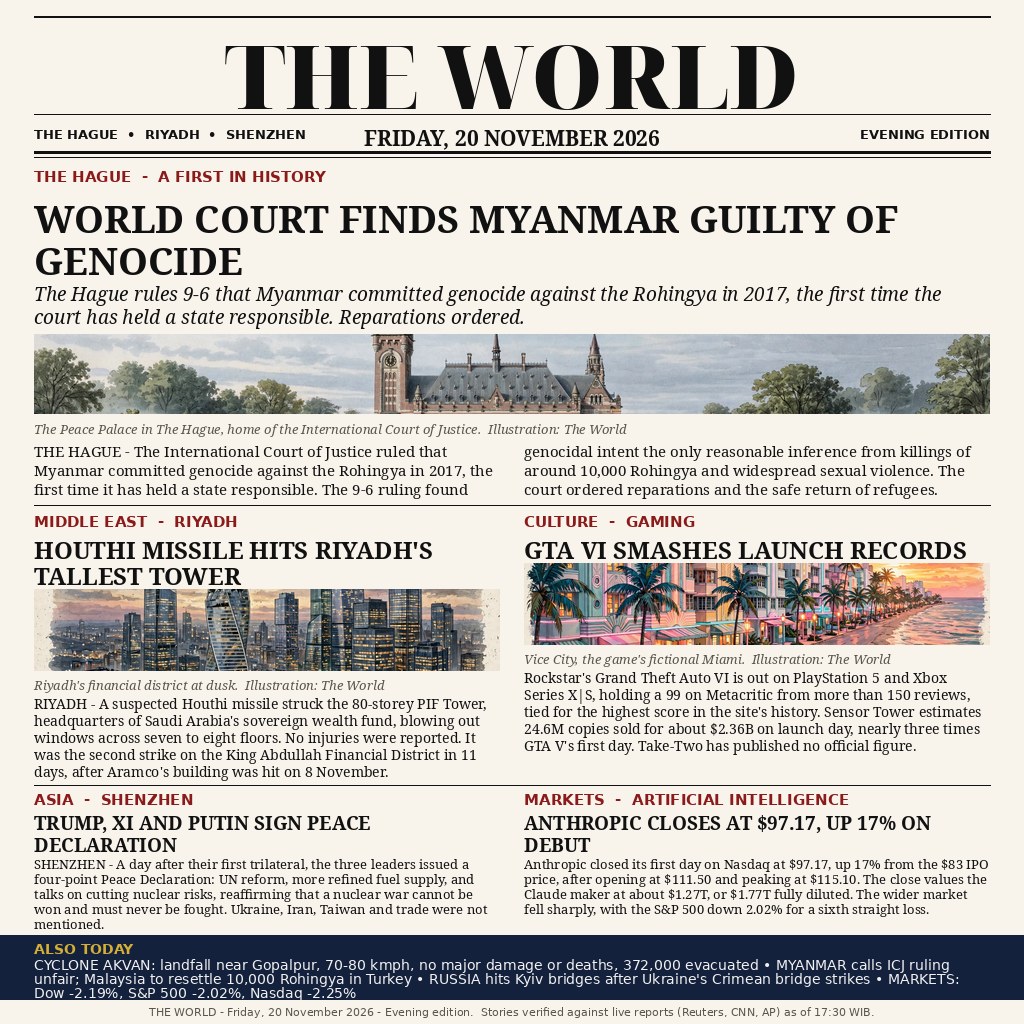 THE WORLD
THE HAGUE • RIYADH • SHENZHEN
FRIDAY, 20 NOVEMBER 2026
EVENING EDITION
THE HAGUE - A FIRST IN HISTORY
WORLD COURT FINDS MYANMAR GUILTY OF
GENOCIDE
The Hague rules 9-6 that Myanmar committed genocide against the Rohingya in 2017, the first time the
court has held a state responsible. Reparations ordered.
The Peace Palace in The Hague, home of the International Court of Justice. Illustration: The World
THE HAGUE - The International Court of Justice ruled that
Myanmar committed genocide against the Rohingya in 2017, the
first time it has held a state responsible. The 9-6 ruling found
genocidal intent the only reasonable inference from killings of
around 10,000 Rohingya and widespread sexual violence. The
court ordered reparations and the safe return of refugees.
MIDDLE EAST - RIYADH
HOUTHI MISSILE HITS RIYADH'S
TALLEST TOWER
Riyadh's financial district at dusk. Illustration: The World
RIYADH - A suspected Houthi missile struck the 80-storey PIF Tower,
headquarters of Saudi Arabia's sovereign wealth fund, blowing out
windows across seven to eight floors. No injuries were reported. It
was the second strike on the King Abdullah Financial District in 11
days, after Aramco's building was hit on 8 November.
CULTURE - GAMING
GTA VI SMASHES LAUNCH RECORDS
Vice City, the game's fictional Miami. Illustration: The World
Rockstar's Grand Theft Auto VI is out on PlayStation 5 and Xbox
Series X|S, holding a 99 on Metacritic from more than 150 reviews,
tied for the highest score in the site's history. Sensor Tower estimates
24.6M copies sold for about $2.36B on launch day, nearly three times
GTA V's first day. Take-Two has published no official figure.
ASIA - SHENZHEN
TRUMP, XI AND PUTIN SIGN PEACE
DECLARATION
SHENZHEN - A day after their first trilateral, the three leaders issued a
four-point Peace Declaration: UN reform, more refined fuel supply, and
talks on cutting nuclear risks, reaffirming that a nuclear war cannot be
won and must never be fought. Ukraine, Iran, Taiwan and trade were not
mentioned.
MARKETS - ARTIFICIAL INTELLIGENCE
ANTHROPIC CLOSES AT $97.17, UP 17% ON
DEBUT
Anthropic closed its first day on Nasdaq at $97.17, up 17% from the $83 IPO
price, after opening at $111.50 and peaking at $115.10. The close values the
Claude maker at about $1.27T, or $1.77T fully diluted. The wider market
fell sharply, with the S&P 500 down 2.02% for a sixth straight loss.
ALSO TODAY
CYCLONE AKVAN: landfall near Gopalpur, 70-80 kmph, no major damage or deaths, 372,000 evacuated • MYANMAR calls ICJ ruling
unfair; Malaysia to resettle 10,000 Rohingya in Turkey • RUSSIA hits Kyiv bridges after Ukraine's Crimean bridge strikes • MARKETS:
Dow -2.19%, S&P 500 -2.02%, Nasdaq -2.25%
THE WORLD - Friday, 20 November 2026 - Evening edition. Stories verified against live reports (Reuters, CNN, AP) as of 17:30 WIB.